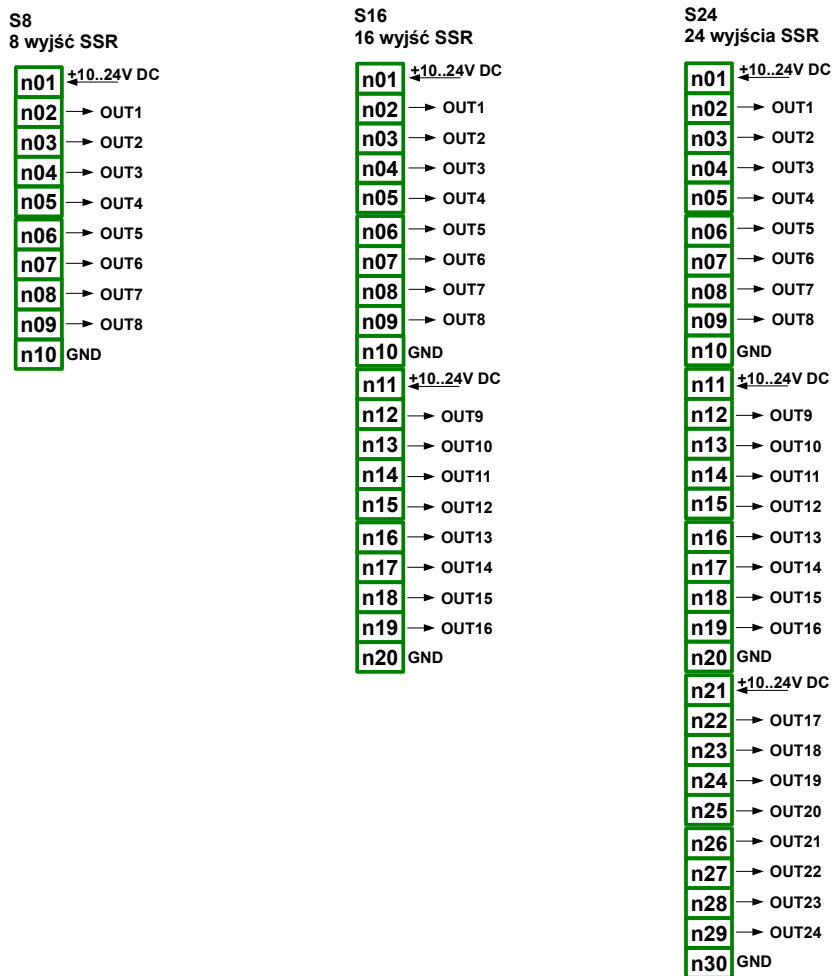 S8
8 wyjść SSR
n01 +10..24V DC
n02 OUT1
n03 OUT2
n04 OUT3
n05 OUT4
n06 OUT5
n07 OUT6
n08 OUT7
n09 OUT8
n10 GND
S16
16 wyjść SSR
n01 +10..24V DC
n02 OUT1
n03 OUT2
n04 OUT3
n05 OUT4
n06 OUT5
n07 OUT6
n08 OUT7
n09 OUT8
n10 GND
n11 +10..24V DC
n12 OUT9
n13 OUT10
n14 OUT11
n15 OUT12
n16 OUT13
n17 OUT14
n18 OUT15
n19 OUT16
n20 GND
S24
24 wyjścia SSR
n01 +10..24V DC
n02 OUT1
n03 OUT2
n04 OUT3
n05 OUT4
n06 OUT5
n07 OUT6
n08 OUT7
n09 OUT8
n10 GND
n11 +10..24V DC
n12 OUT9
n13 OUT10
n14 OUT11
n15 OUT12
n16 OUT13
n17 OUT14
n18 OUT15
n19 OUT16
n20 GND
n21 +10..24V DC
n22 OUT17
n23 OUT18
n24 OUT19
n25 OUT20
n26 OUT21
n27 OUT22
n28 OUT23
n29 OUT24
n30 GND